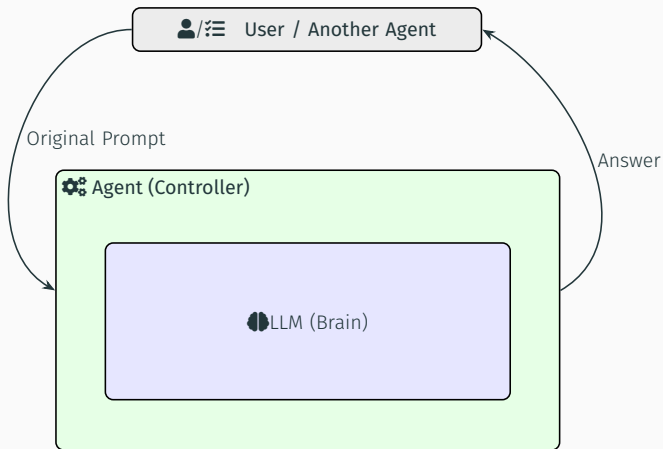 / User / Another Agent
Original Prompt
Answer
Agent (Controller)
LLM (Brain)